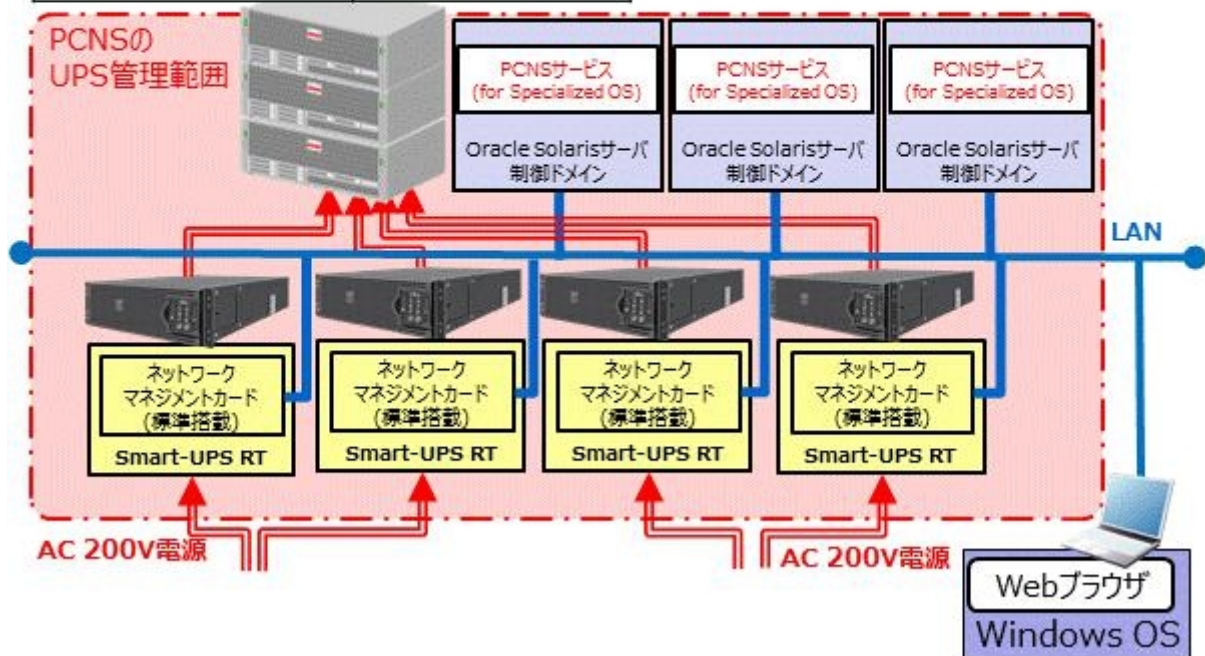 PCNSの
UPS管理範囲
PCNSサービス
(for Specialized OS)
Oracle Solarisサーバ
制御ドメイン
PCNSサービス
(for Specialized OS)
Oracle Solarisサーバ
制御ドメイン
PCNSサービス
(for Specialized OS)
Oracle Solarisサーバ
制御ドメイン
LAN
ネットワーク
マネジメントカード
(標準搭載)
Smart-UPS RT
ネットワーク
マネジメントカード
(標準搭載)
Smart-UPS RT
ネットワーク
マネジメントカード
(標準搭載)
Smart-UPS RT
ネットワーク
マネジメントカード
(標準搭載)
Smart-UPS RT
AC 200V電源
AC 200V電源
Webブラウザ
Windows OS